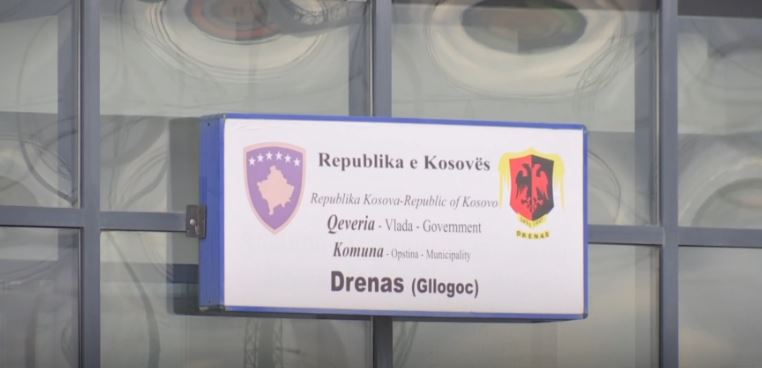 Republika e Kosovës
Republika Kosova-Republic of Kosovo
Qeveria - Vlada - Government
Komuna - Opstina - Municipality
Drenas (Gllogoc)
DRENAS